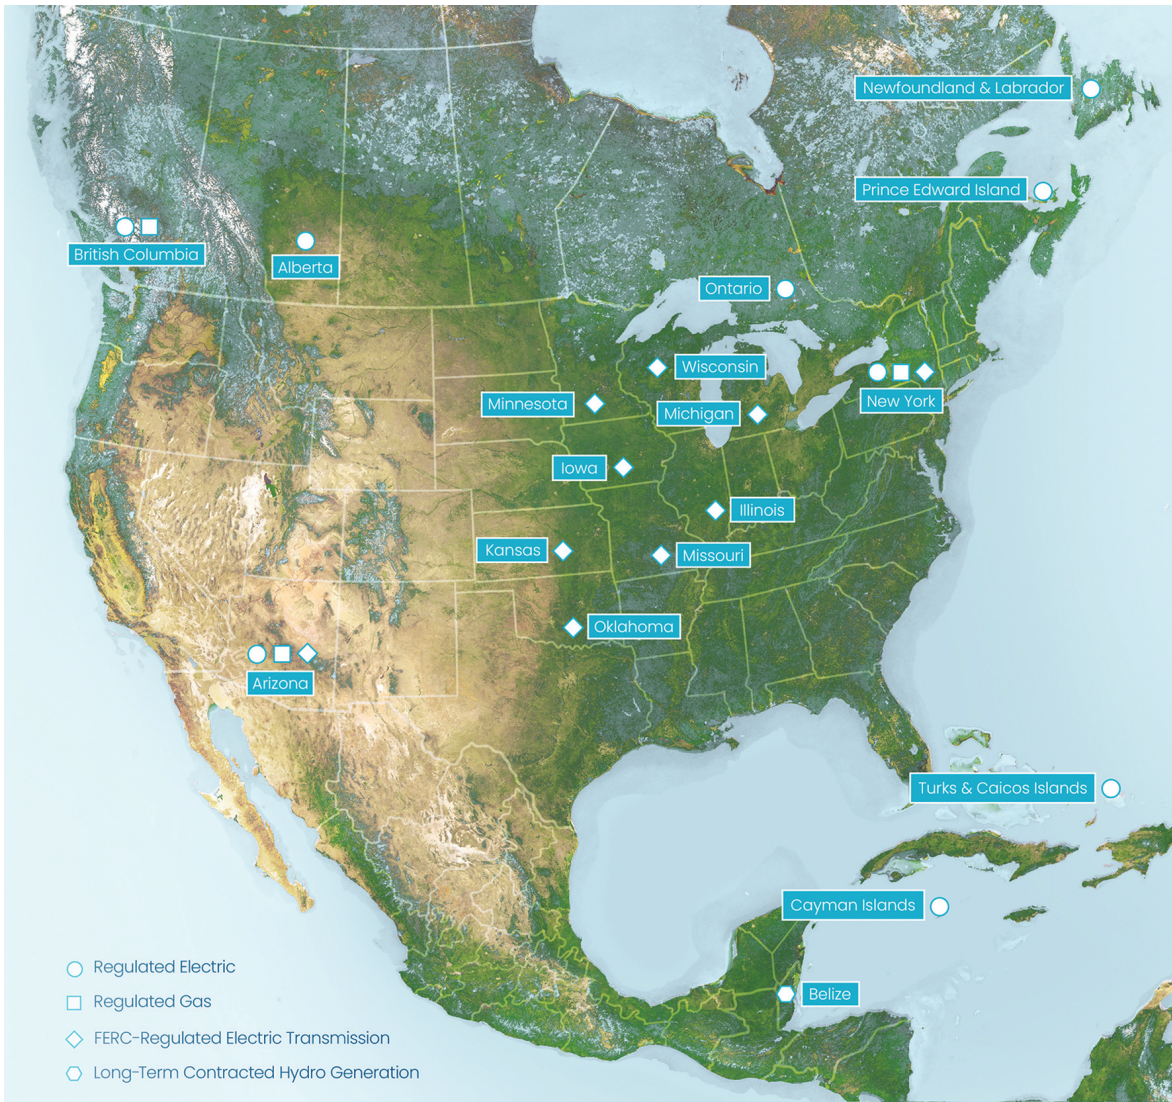 Newfoundland & Labrador
Prince Edward Island
British Columbia
Alberta
Ontario
Wisconsin
Minnesota
Michigan
New York
Iowa
Illinois
Kansas
Missouri
Oklahoma
Arizona
Turks & Caicos Islands
Cayman Islands
Belize
Regulated Electric
Regulated Gas
FERC-Regulated Electric Transmission
Long-Term Contracted Hydro Generation